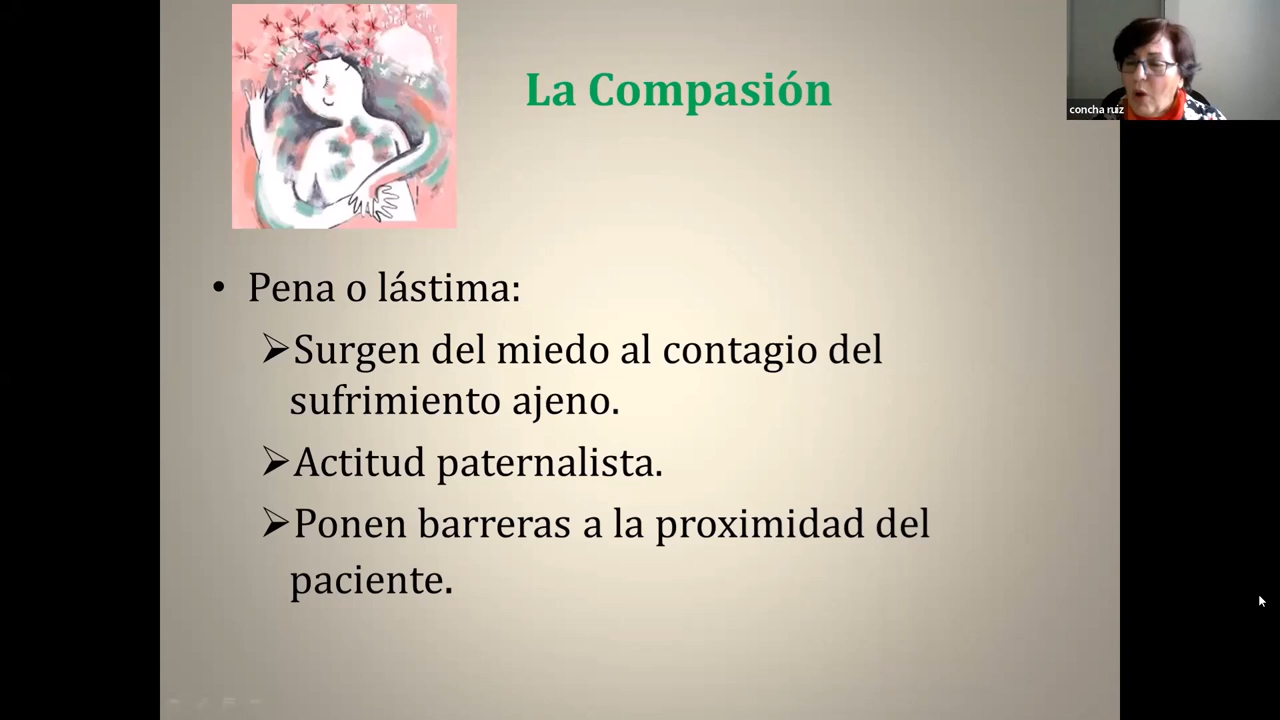 La Compasión
concha ruiz
• Pena o lástima:
➢Surgen del miedo al contagio del
sufrimiento ajeno.
➢Actitud paternalista.
➢Ponen barreras a la proximidad del
paciente.